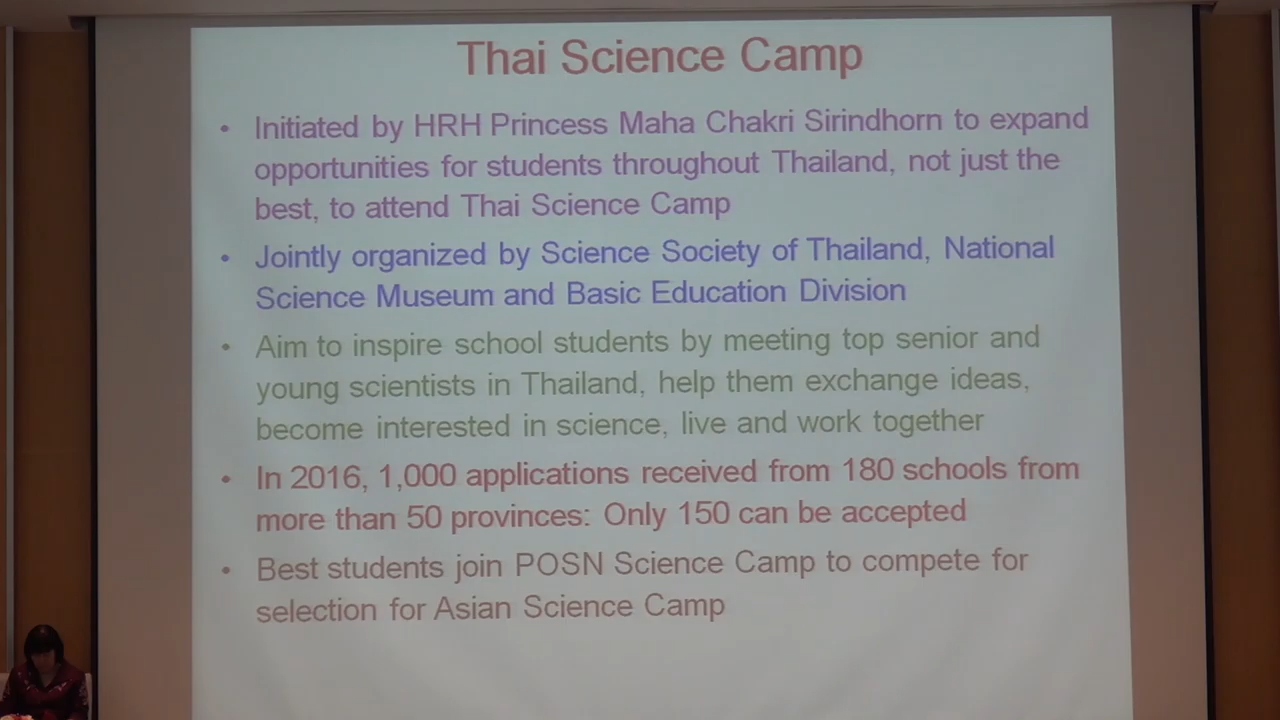 Thai Science Camp
• Initiated by HRH Princess Maha Chakri Sirindhorn to expand
opportunities for students throughout Thailand, not just the
best, to attend Thai Science Camp
• Jointly organized by Science Society of Thailand, National
Science Museum and Basic Education Division
• Aim to inspire school students by meeting top senior and
young scientists in Thailand, help them exchange ideas,
become interested in science, live and work together
• In 2016, 1,000 applications received from 180 schools from
more than 50 provinces: Only 150 can be accepted
• Best students join POSN Science Camp to compete for
selection for Asian Science Camp